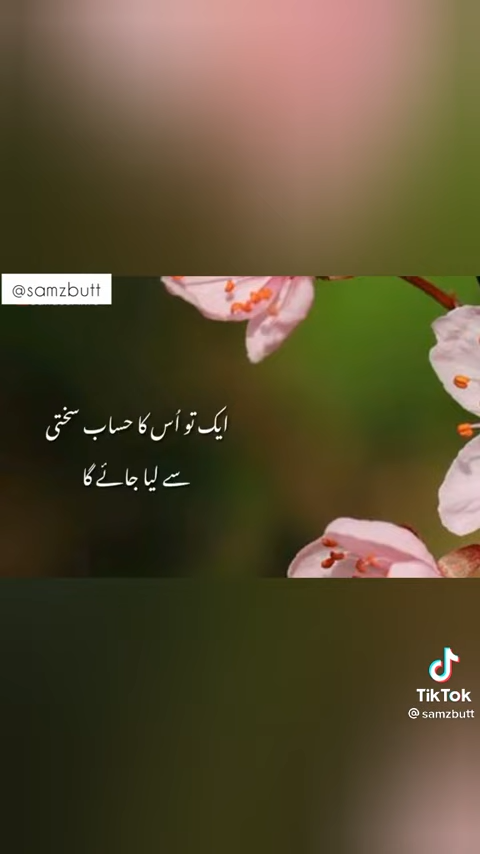 @samzbutt
ایک تو اُس کا حساب سختی
سے لیا جائے گا
TikTok
@samzbutt